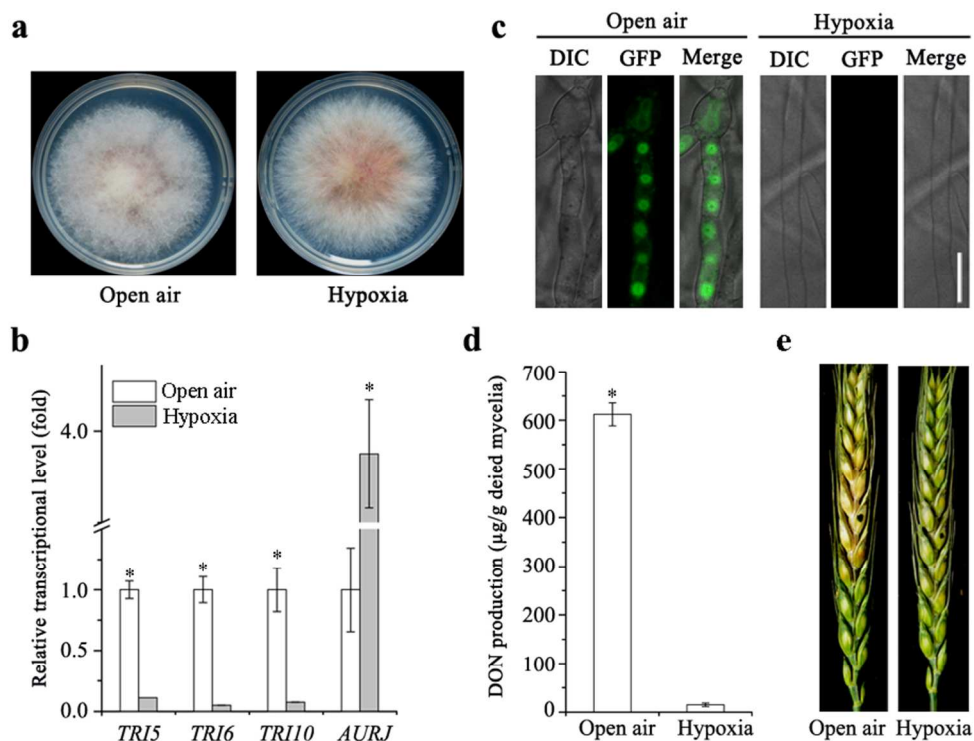 a
Open air
Hypoxia
c
Open air
Hypoxia
DIC GFP Merge
DIC GFP Merge
b
Relative transcriptional level (fold)
4.0
1.0
0.5
0.0
Open air
Hypoxia
*
*
*
*
TRI5 TRI6 TRI10 AURJ
d
DON production (µg/g deied mycelia)
700
600
500
400
300
200
100
0
*
Open air Hypoxia
e
Open air Hypoxia